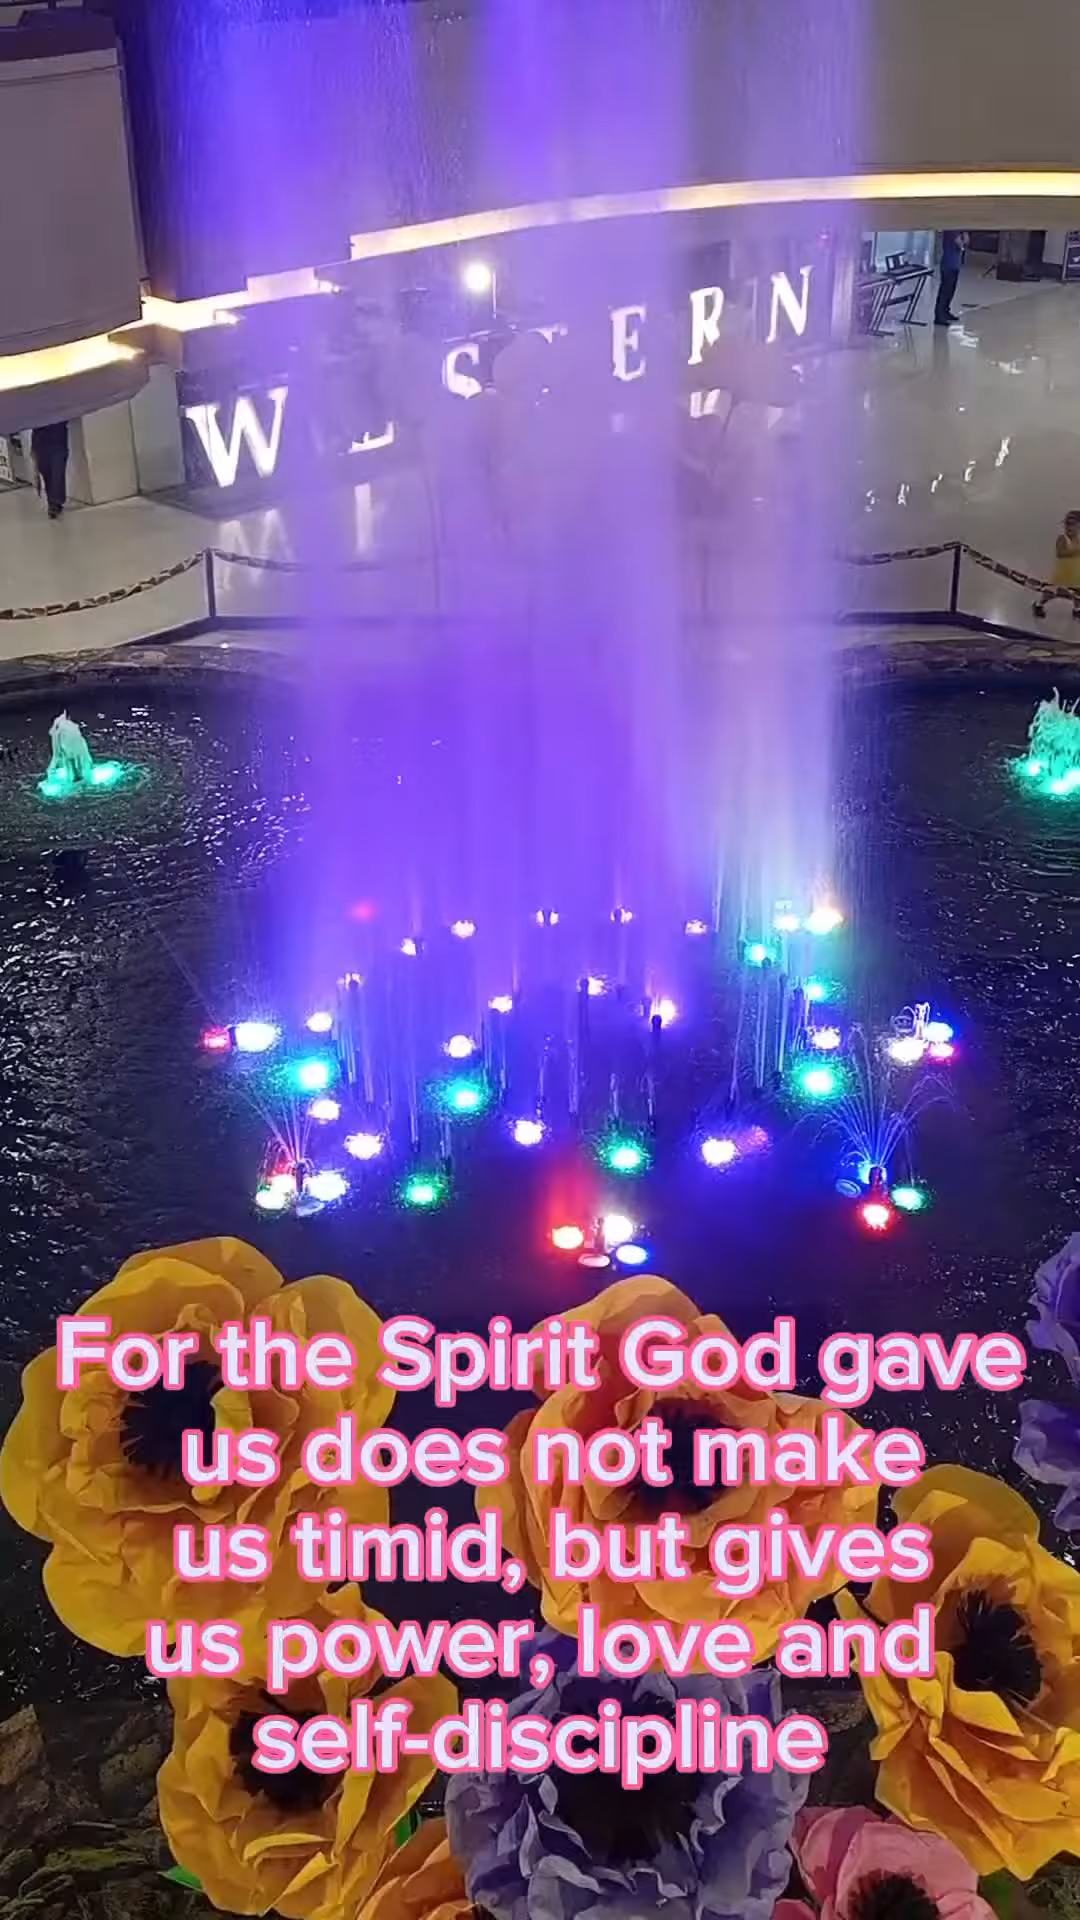 WESTERN
For the Spirit God gave
us does not make
us timid, but gives
us power, love and
self-discipline